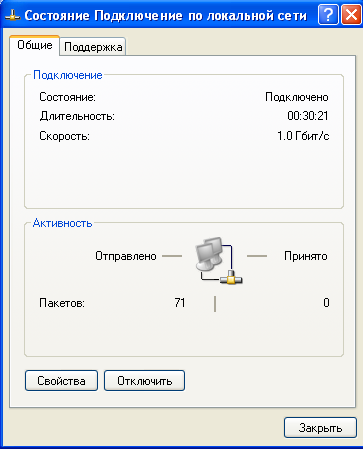 Состояние Подключение по локальной сети
Общие Поддержка
Подключение
Состояние: Подключено
Длительность: 00:30:21
Скорость: 1.0 Гбит/с
Активность
Отправлено Принято
Пакетов: 71 0
Свойства Отключить
Закрыть